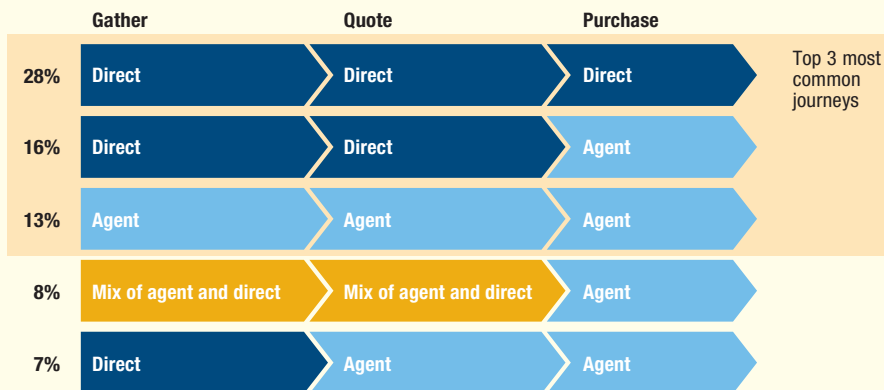 Gather Quote Purchase
28% Direct Direct Direct
Top 3 most
common
journeys
16% Direct Direct Agent
13% Agent Agent Agent
8% Mix of agent and direct Mix of agent and direct Agent
7% Direct Agent Agent